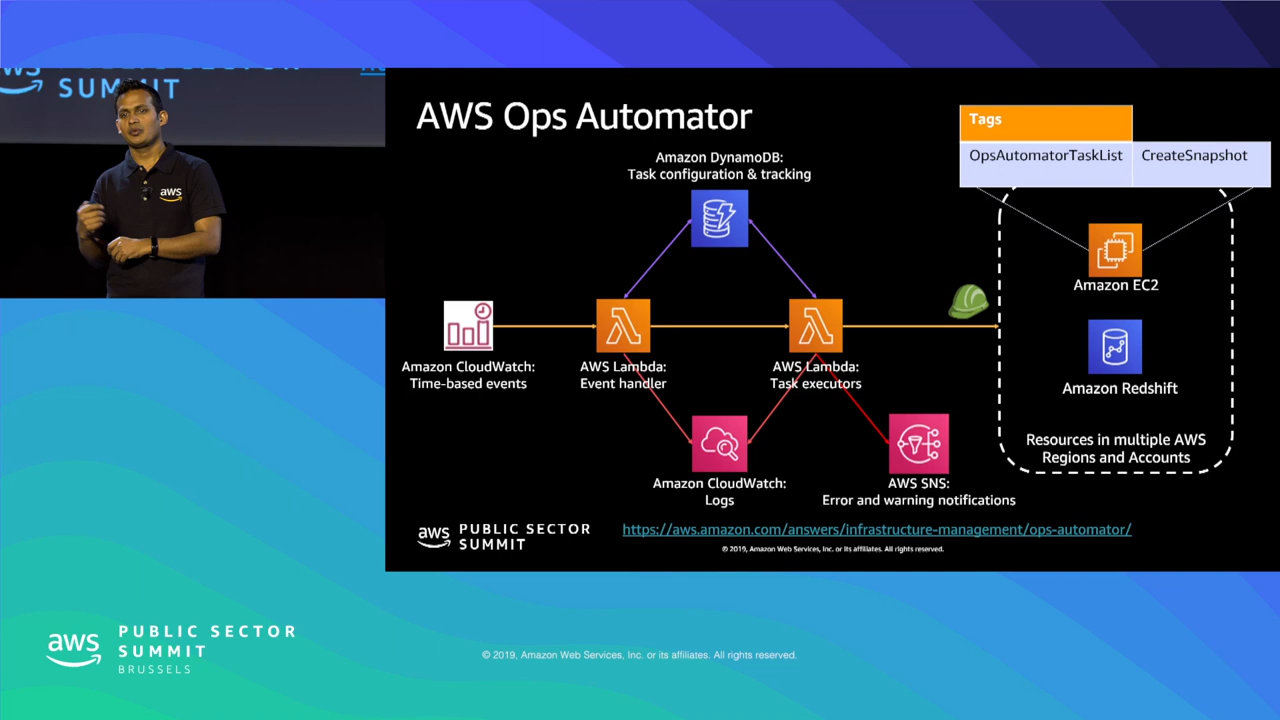 PUBLIC SECTOR
SUMMIT
aws
AWS Ops Automator
Tags
OpsAutomatorTaskList CreateSnapshot
Amazon DynamoDB:
Task configuration & tracking
Amazon EC2
Amazon CloudWatch:
Time-based events
AWS Lambda:
Event handler
AWS Lambda:
Task executors
Amazon Redshift
Resources in multiple AWS
Regions and Accounts
Amazon CloudWatch:
Logs
AWS SNS:
Error and warning notifications
aws PUBLIC SECTOR
SUMMIT
https://aws.amazon.com/answers/infrastructure-management/ops-automator/
© 2019, Amazon Web Services, Inc. or its affiliates. All rights reserved.
aws PUBLIC SECTOR
SUMMIT
BRUSSELS
© 2019, Amazon Web Services, Inc. or its affiliates. All rights reserved.